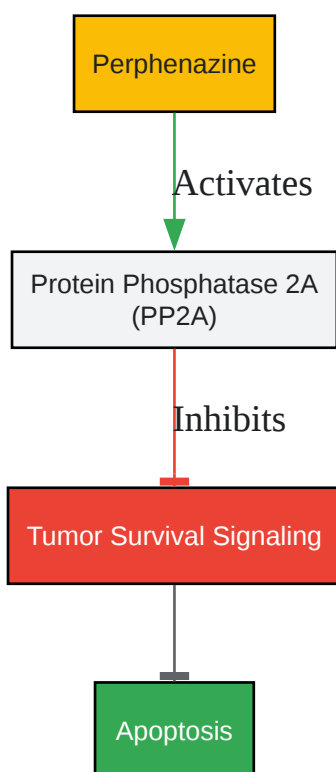 Perphenazine
Activates
Protein Phosphatase 2A
(PP2A)
Inhibits
Tumor Survival Signaling
Apoptosis